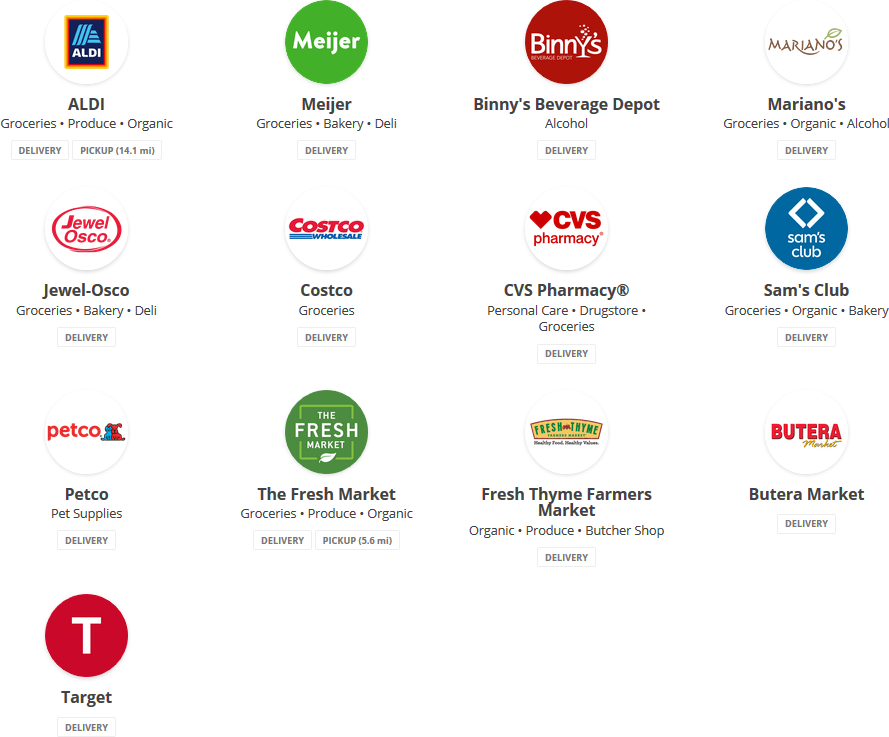 ALDI
Meijer
BINNY'S
BEVERAGE DEPOT
MARIANO'S
ALDI
Meijer
Binny's Beverage Depot
Mariano's
Groceries • Produce • Organic
Groceries • Bakery • Deli
Alcohol
Groceries • Organic • Alcohol
DELIVERY
PICKUP (14.1 mi)
DELIVERY
DELIVERY
DELIVERY
Jewel
Osco
COSTCO
WHOLESALE
CVS
pharmacy®
sam's
club
Jewel-Osco
Costco
CVS Pharmacy®
Sam's Club
Groceries • Bakery • Deli
Groceries
Personal Care • Drugstore •
Groceries
Groceries • Organic • Bakery
DELIVERY
DELIVERY
DELIVERY
DELIVERY
petco
THE
FRESH
MARKET
FRESH THYME
FARMERS MARKET
Healthy Food. Healthy Values.
BUTERA
Market
Petco
The Fresh Market
Fresh Thyme Farmers
Market
Butera Market
Pet Supplies
Groceries • Produce • Organic
Organic • Produce • Butcher Shop
DELIVERY
DELIVERY
PICKUP (5.6 mi)
DELIVERY
DELIVERY
T
Target
DELIVERY